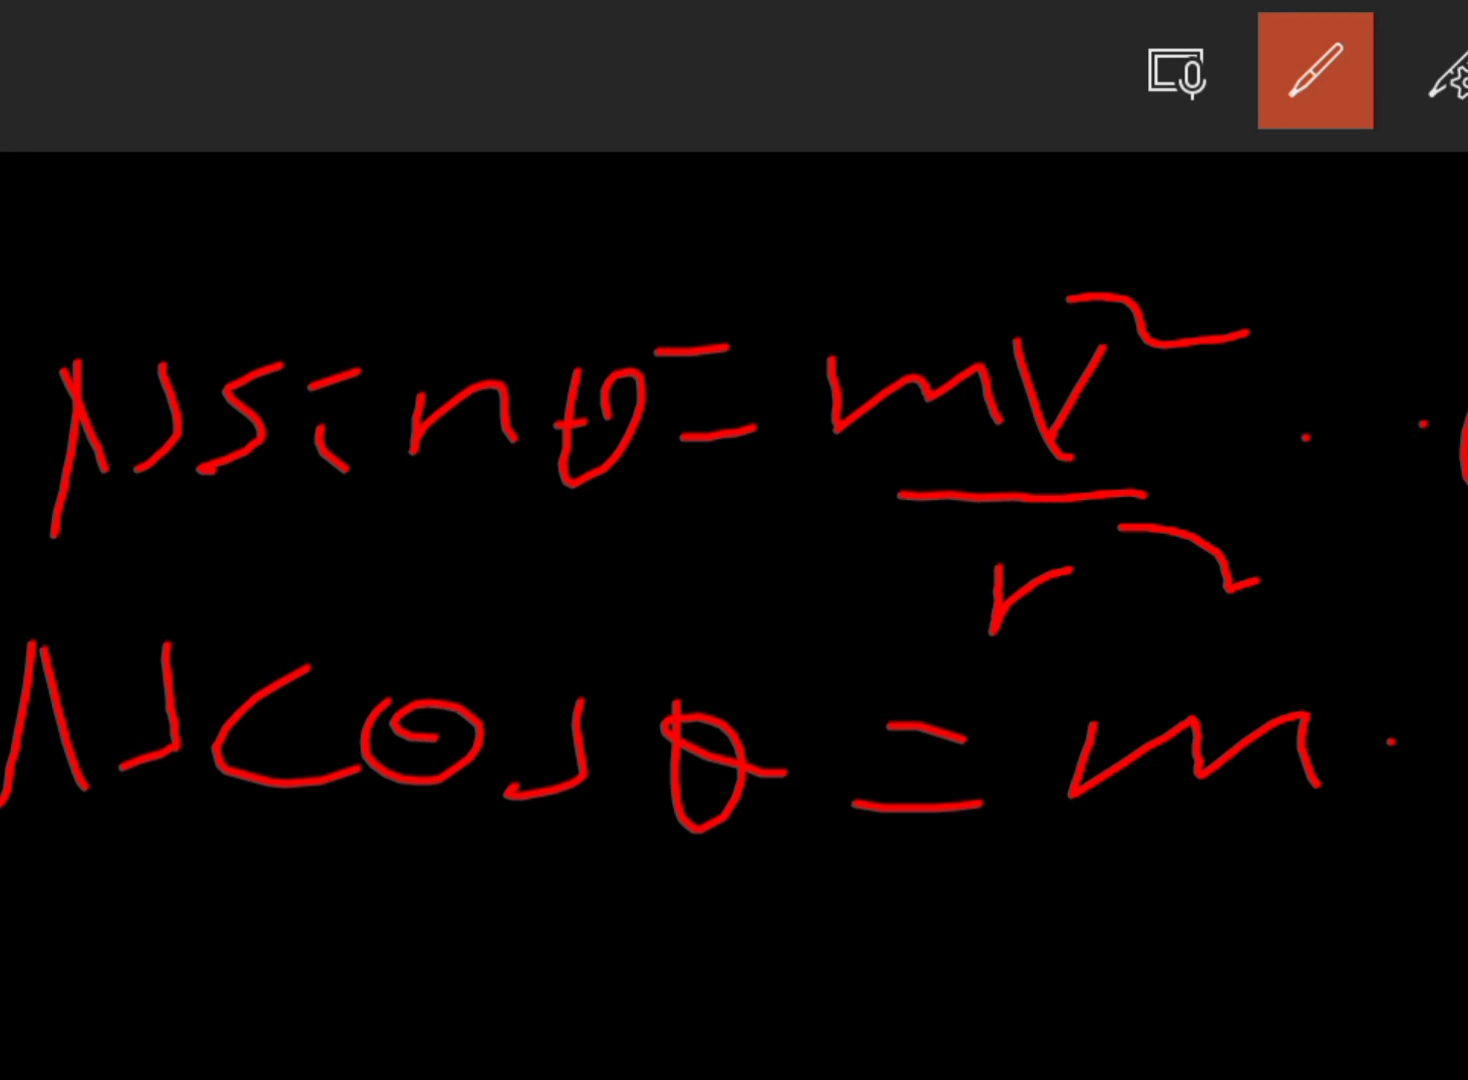 Nsinθ = mv² . .
r
Ncosθ = m .